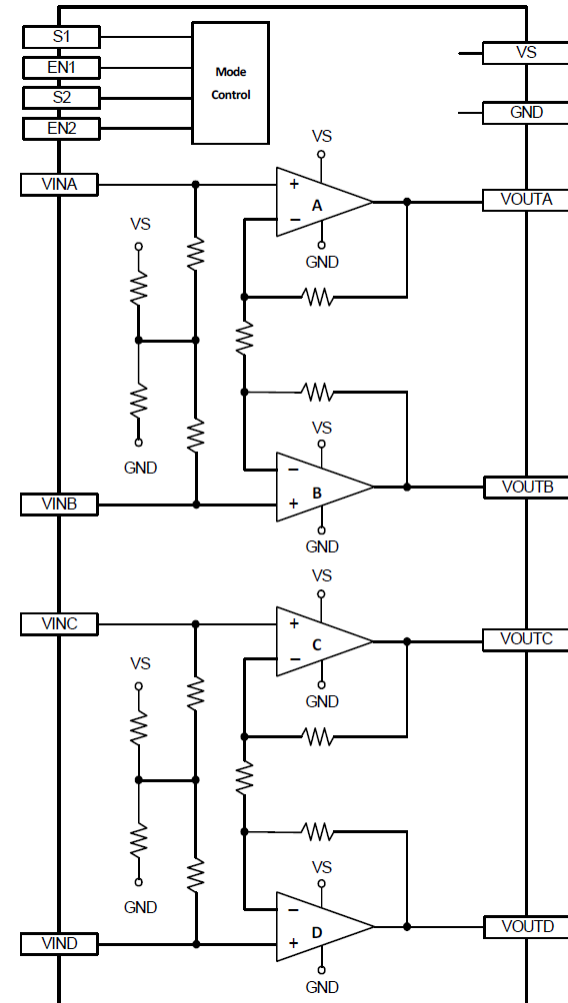 S1
EN1
S2
EN2
Mode
Control
VS
GND
VINA
VS
+
A
−
GND
VOUTA
VS
GND
VS
−
B
+
GND
VINB
VOUTB
VS
VINC
+
C
−
GND
VOUTC
VS
GND
VS
−
D
+
GND
VIND
VOUTD